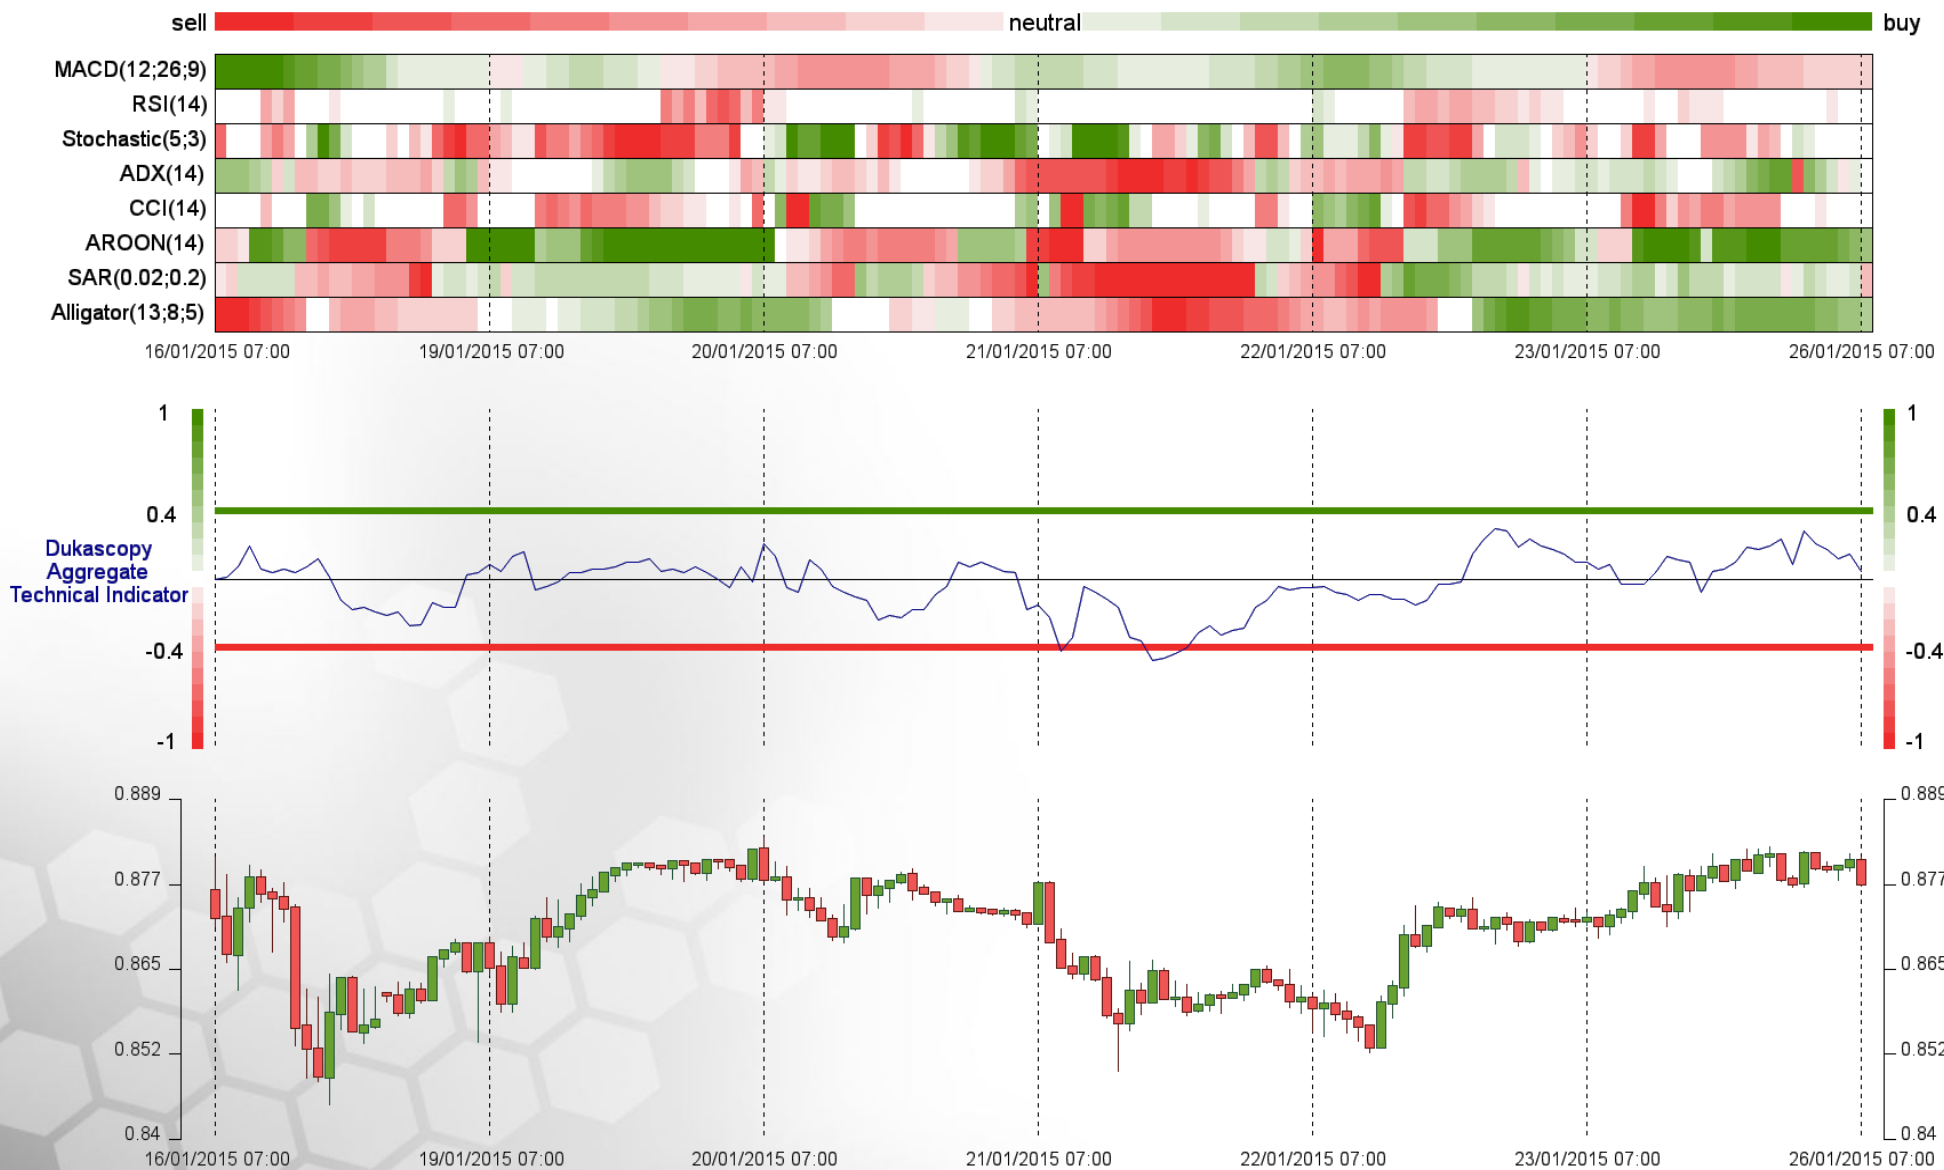 sell neutral buy
MACD(12;26;9)
RSI(14)
Stochastic(5;3)
ADX(14)
CCI(14)
AROON(14)
SAR(0.02;0.2)
Alligator(13;8;5)
16/01/2015 07:00 19/01/2015 07:00 20/01/2015 07:00 21/01/2015 07:00 22/01/2015 07:00 23/01/2015 07:00 26/01/2015 07:00
1 1
0.4 0.4
Dukascopy
Aggregate
Technical Indicator
-0.4 -0.4
-1 -1
0.889 0.889
0.877 0.877
0.865 0.865
0.852 0.852
0.84 0.84
16/01/2015 07:00 19/01/2015 07:00 20/01/2015 07:00 21/01/2015 07:00 22/01/2015 07:00 23/01/2015 07:00 26/01/2015 07:00